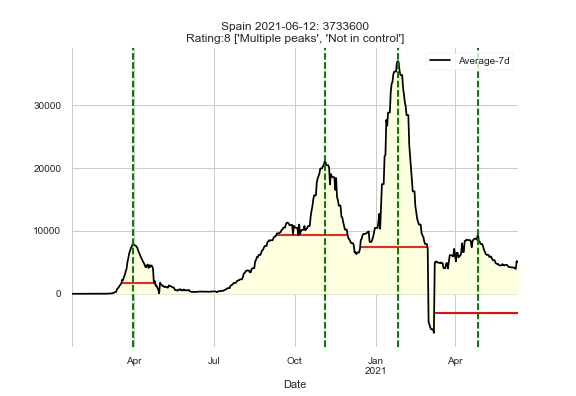 Spain 2021-06-12: 3733600
Rating:8 ['Multiple peaks', 'Not in control']
Average-7d
30000
20000
10000
0
Apr
Jul
Oct
Jan
2021
Apr
Date